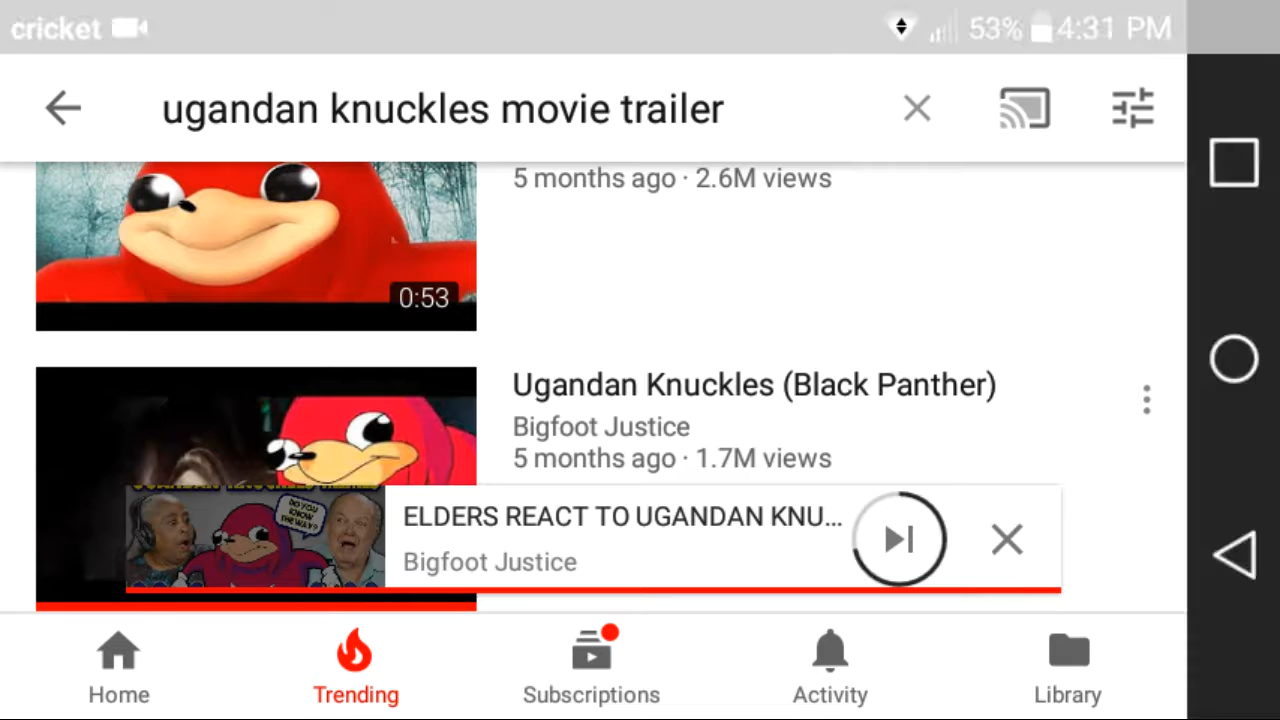 cricket
53% 4:31 PM
ugandan knuckles movie trailer
5 months ago · 2.6M views
0:53
Ugandan Knuckles (Black Panther)
Bigfoot Justice
5 months ago · 1.7M views
DO YOU
KNOW
THE WAY?
ELDERS REACT TO UGANDAN KNU...
Bigfoot Justice
Home
Trending
Subscriptions
Activity
Library